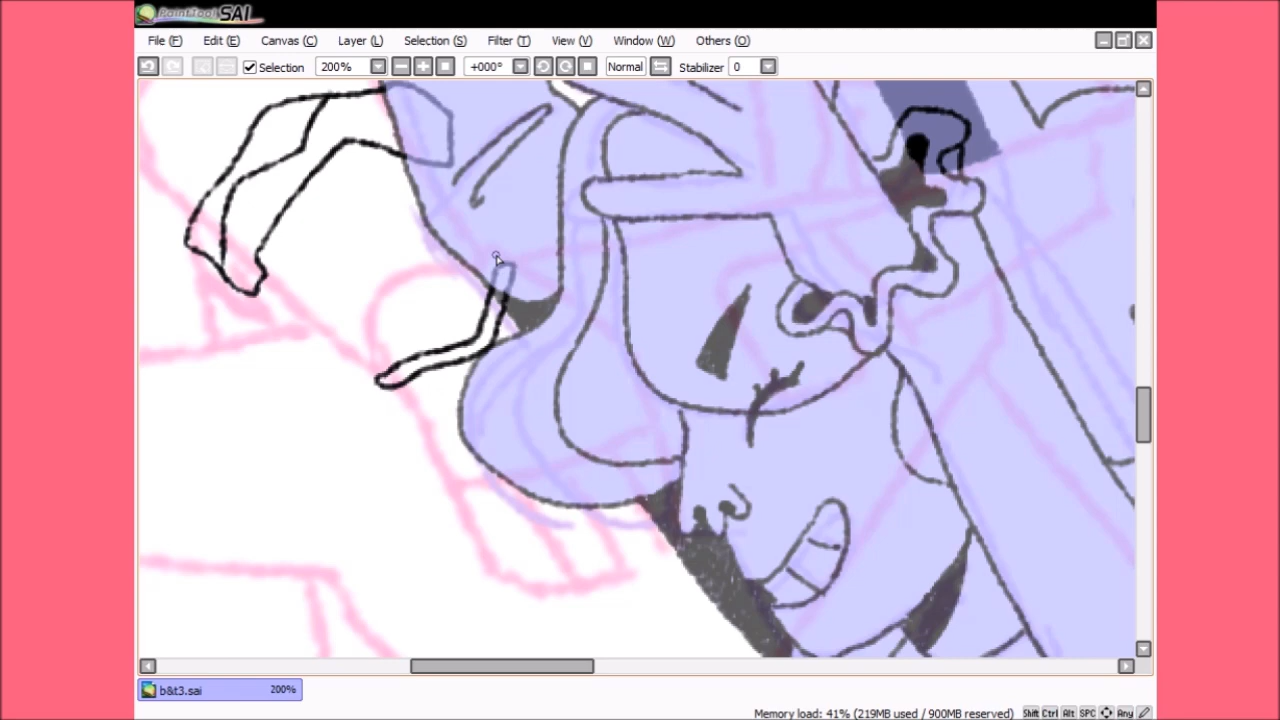 PaintTool SAI
File (F) Edit (E) Canvas (C) Layer (L) Selection (S) Filter (T) View (V) Window (W) Others (O)
Selection 200% +000° Normal Stabilizer 0
b&t3.sai 200%
Memory load: 41% (219MB used / 900MB reserved) Shift Ctrl Alt SPC Any